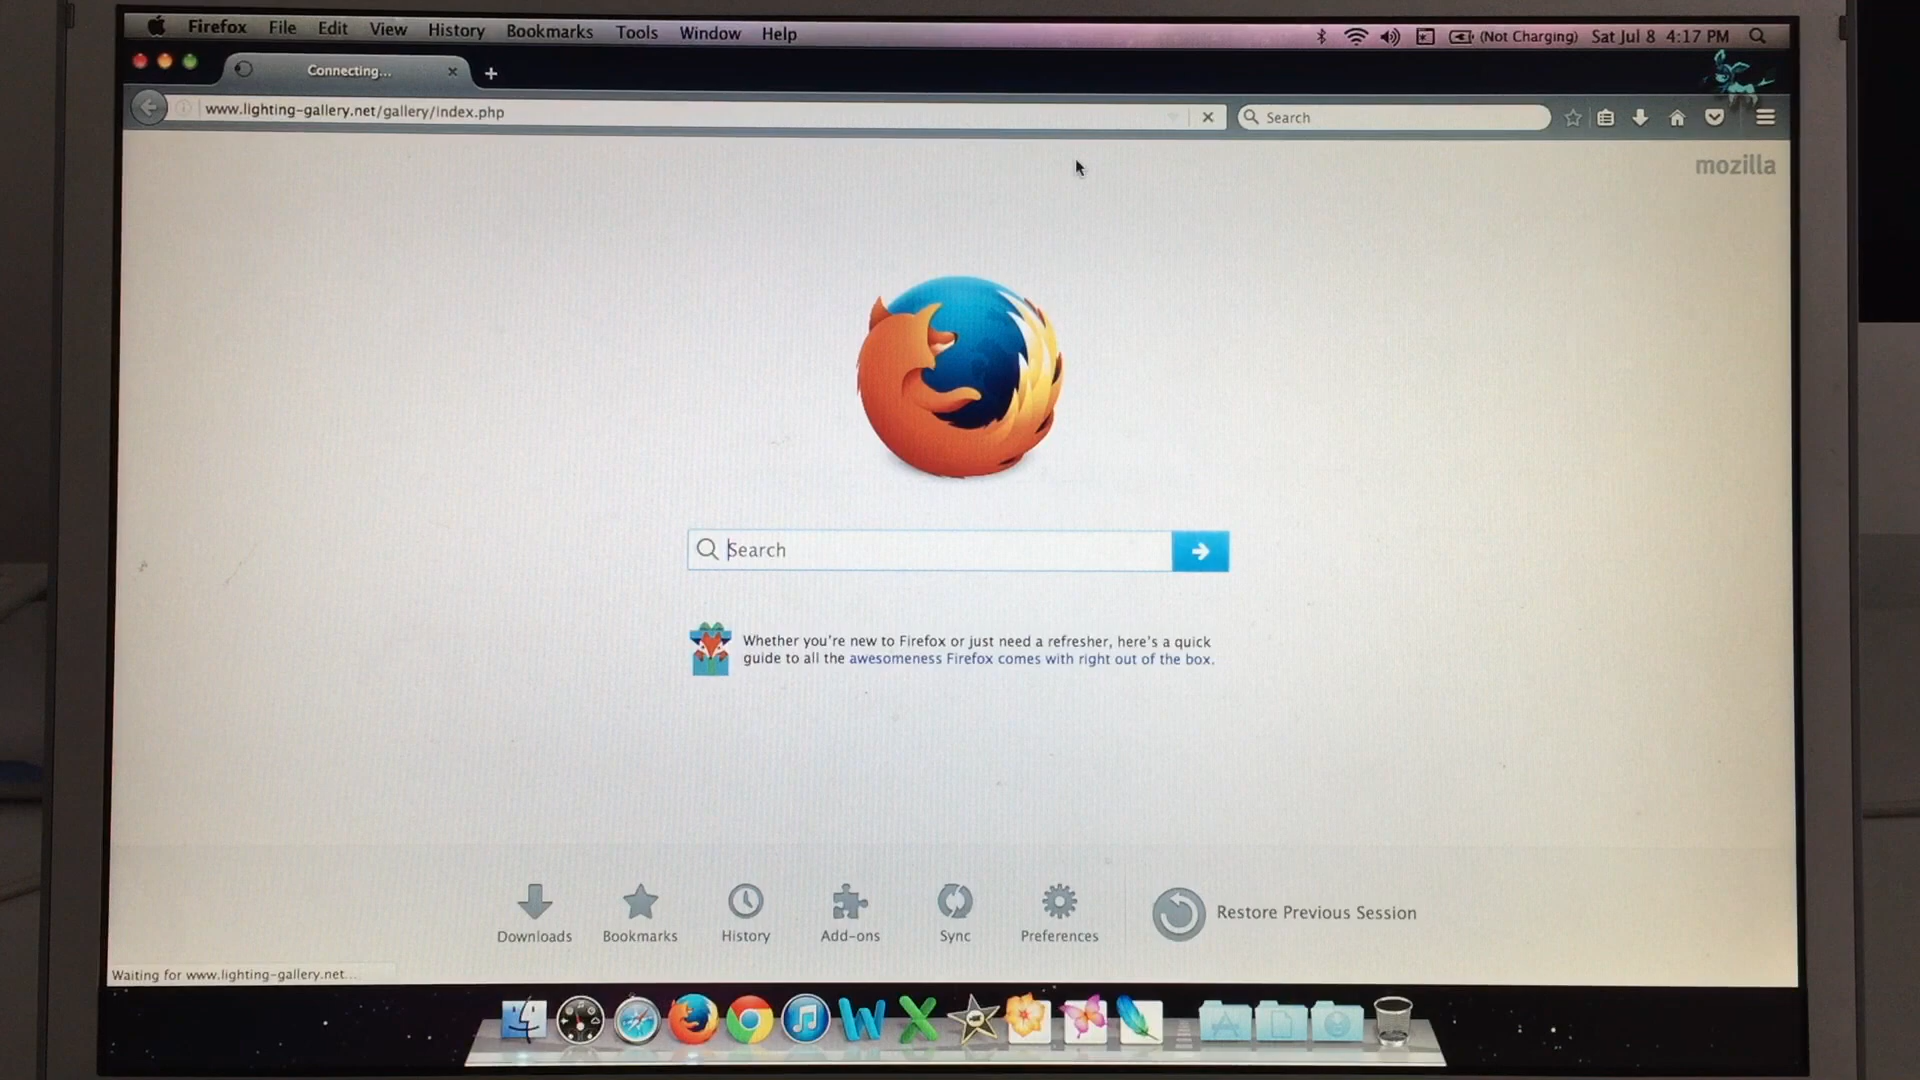 Firefox File Edit View History Bookmarks Tools Window Help (Not Charging) Sat Jul 8 4:17 PM
Connecting...
www.lighting-gallery.net/gallery/index.php
Search
mozilla
Search
Whether you're new to Firefox or just need a refresher, here's a quick
guide to all the awesomeness Firefox comes with right out of the box.
Downloads Bookmarks History Add-ons Sync Preferences Restore Previous Session
Waiting for www.lighting-gallery.net...